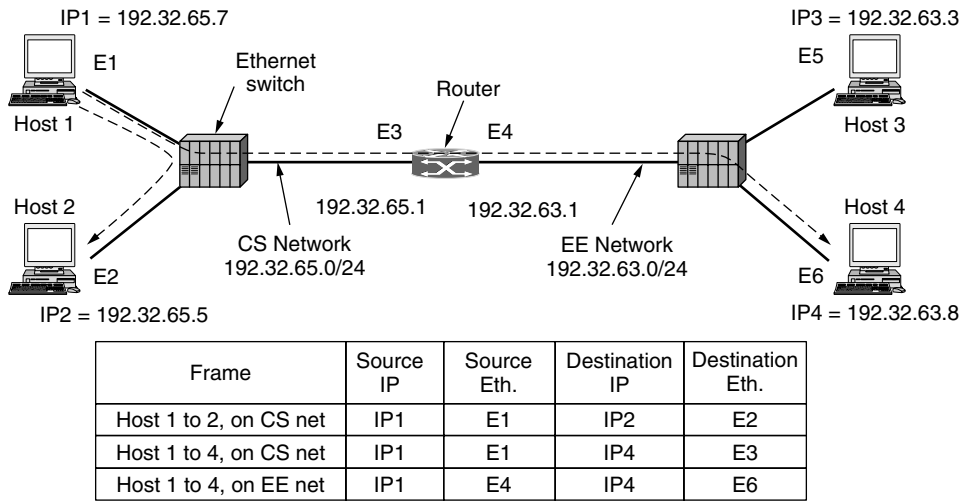 IP1 = 192.32.65.7
IP3 = 192.32.63.3
E1
Ethernet
switch
E5
Router
Host 1
E3
E4
Host 3
Host 2
192.32.65.1
192.32.63.1
Host 4
CS Network
192.32.65.0/24
EE Network
192.32.63.0/24
E2
E6
IP2 = 192.32.65.5
IP4 = 192.32.63.8
Frame
Source
IP
Source
Eth.
Destination
IP
Destination
Eth.
Host 1 to 2, on CS net IP1 E1 IP2 E2
Host 1 to 4, on CS net IP1 E1 IP4 E3
Host 1 to 4, on EE net IP1 E4 IP4 E6